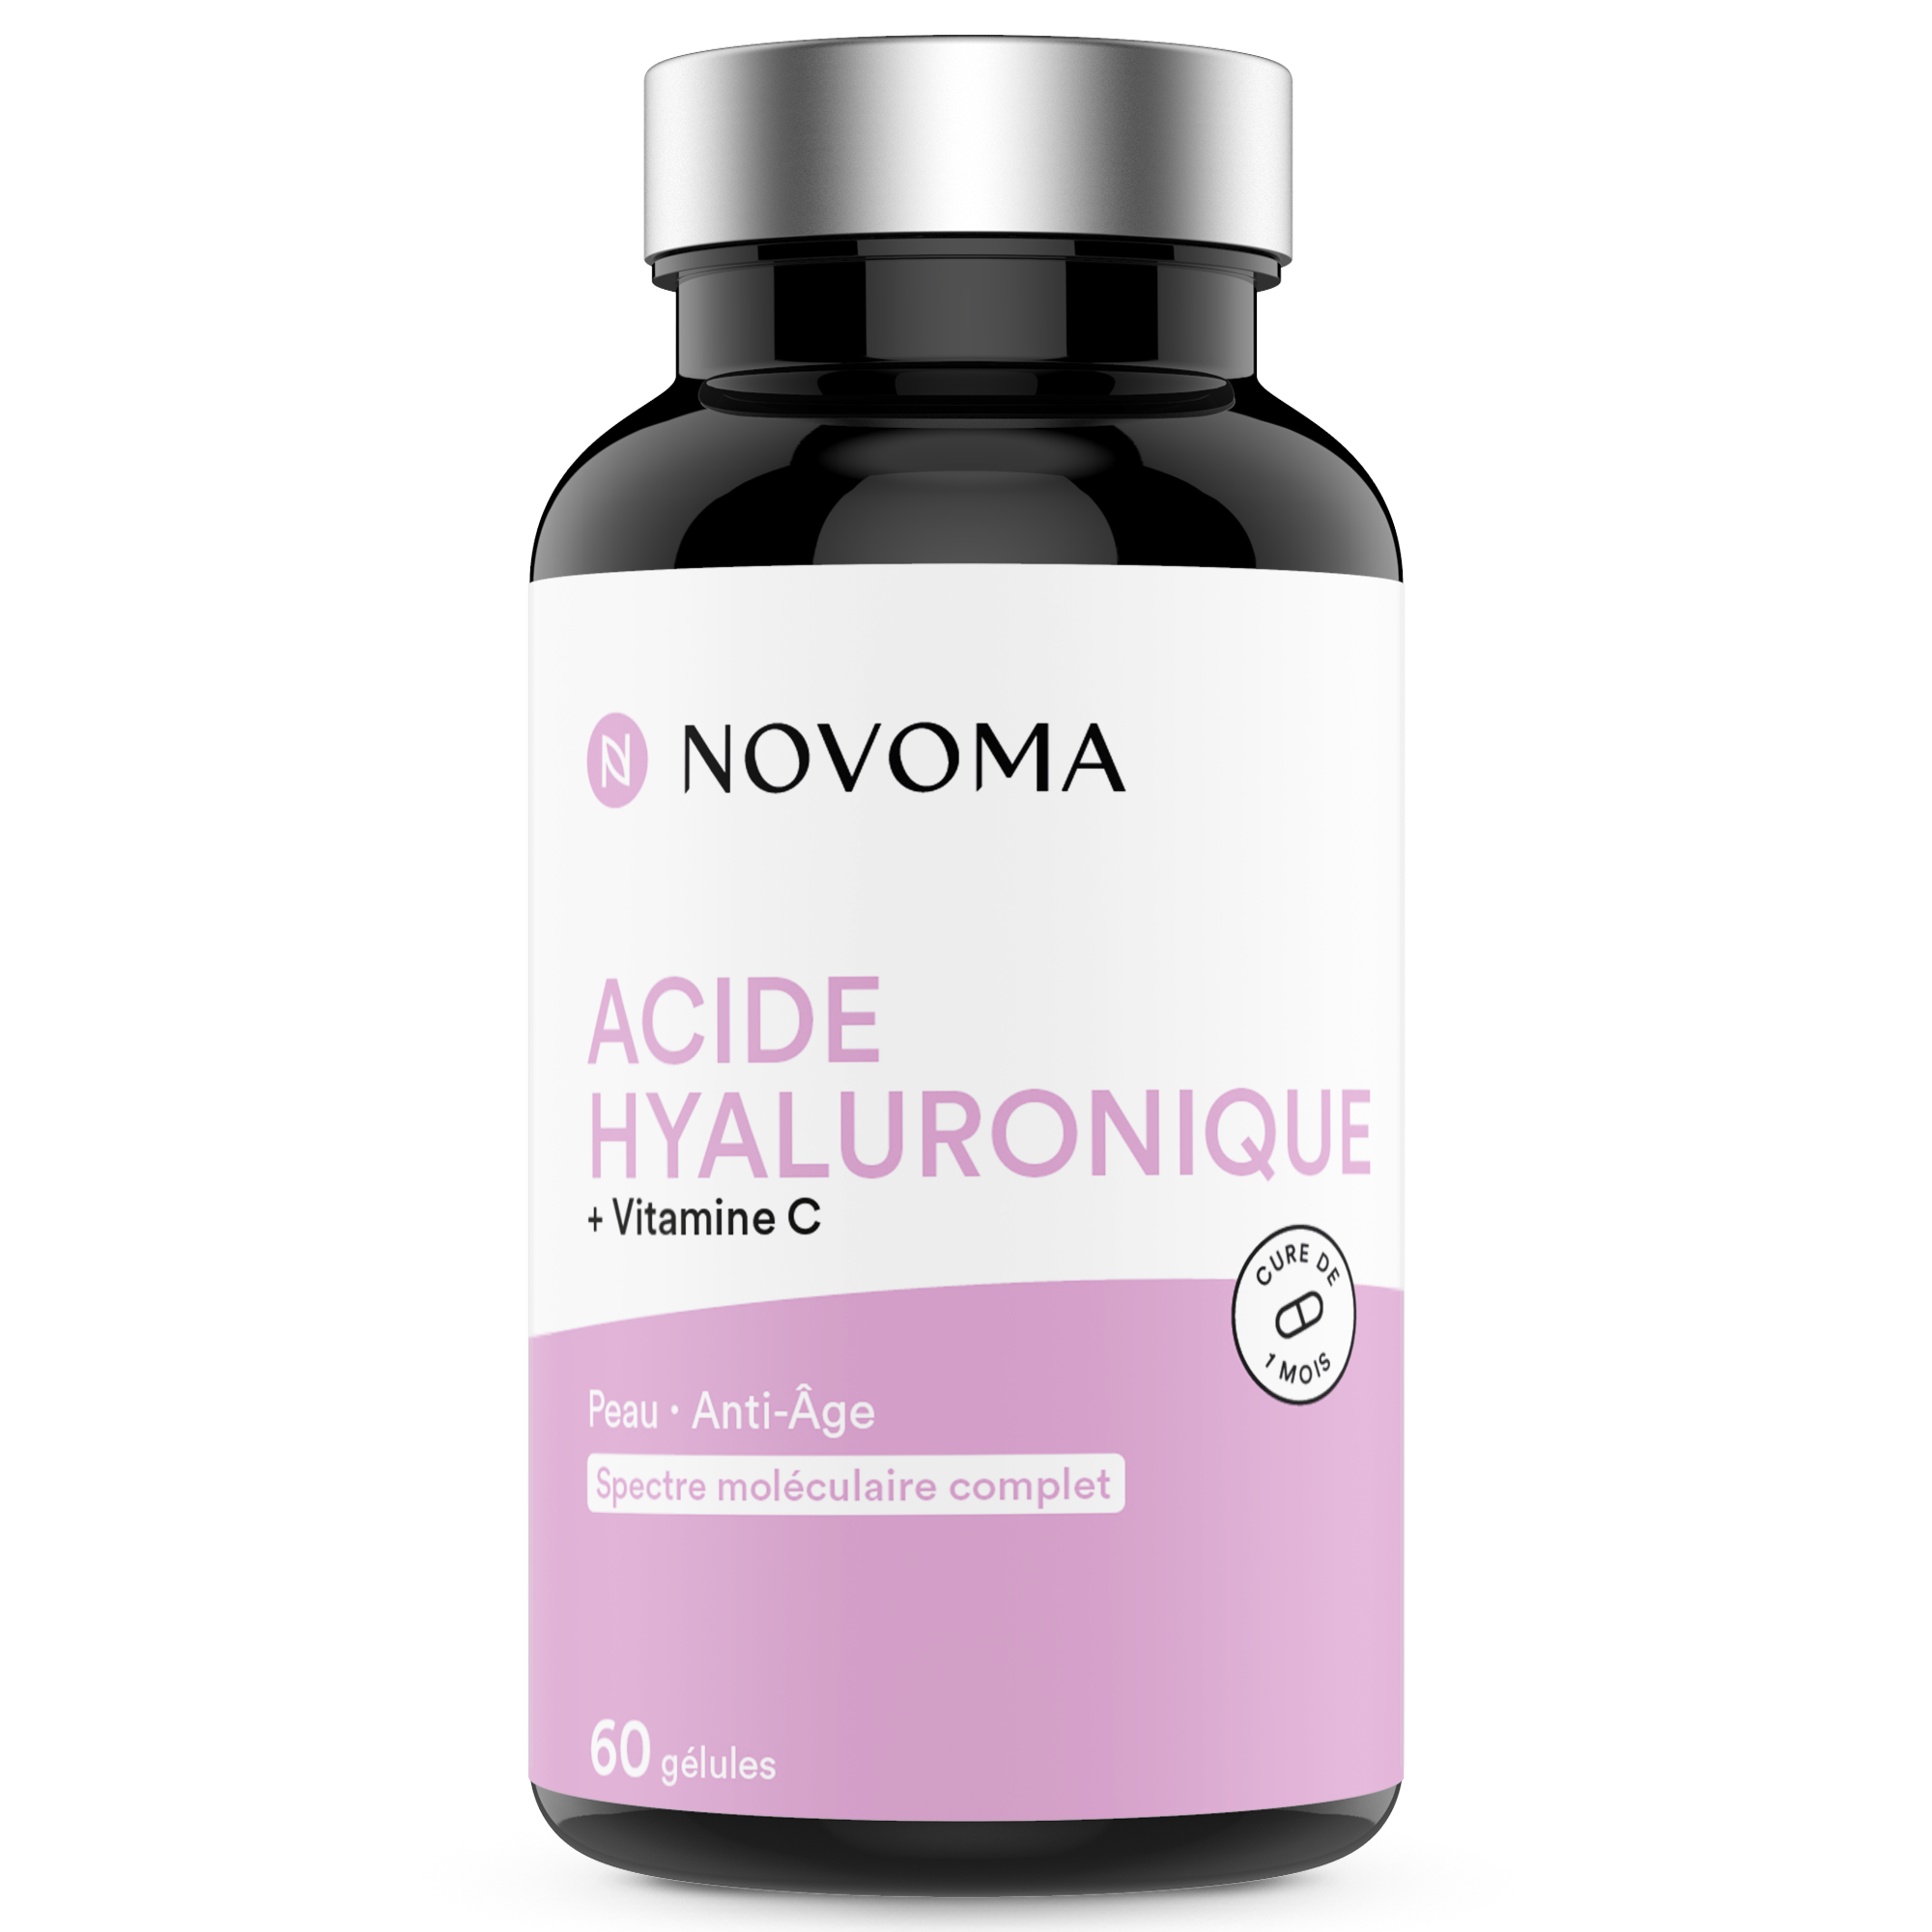 N NOVOMA
ACIDE
HYALURONIQUE
+ Vitamine C
CURE DE
1 MOIS
Peau • Anti-Âge
Spectre moléculaire complet
60 gélules